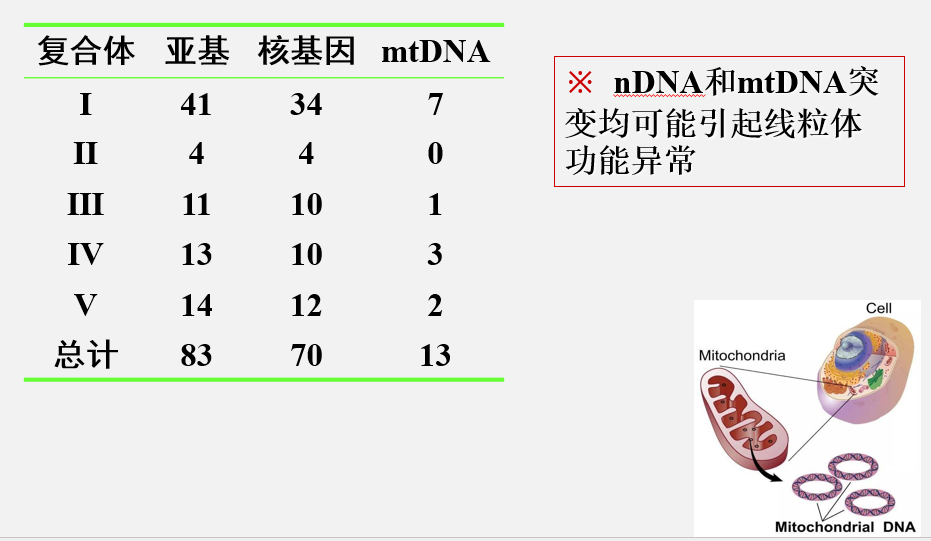 复合体 亚基 核基因 mtDNA
I 41 34 7
II 4 4 0
III 11 10 1
IV 13 10 3
V 14 12 2
总计 83 70 13
※ nDNA和mtDNA突
变均可能引起线粒体
功能异常
Cell
Mitochondria
Mitochondrial DNA